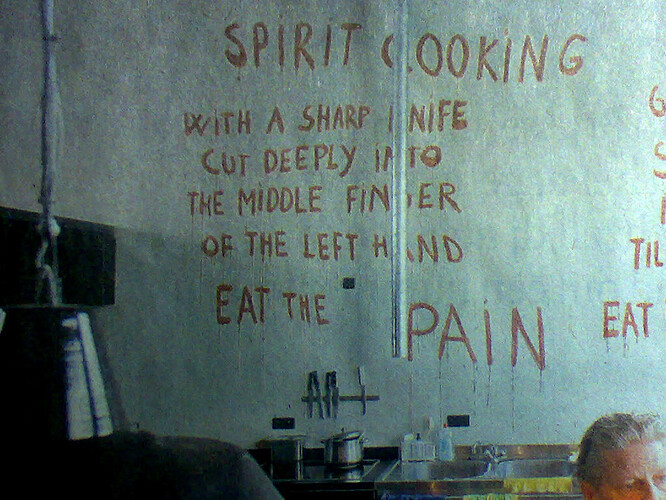 SPIRIT COOKING
WITH A SHARP KNIFE
CUT DEEPLY INTO
THE MIDDLE FINGER
OF THE LEFT HAND
EAT THE PAIN
EAT